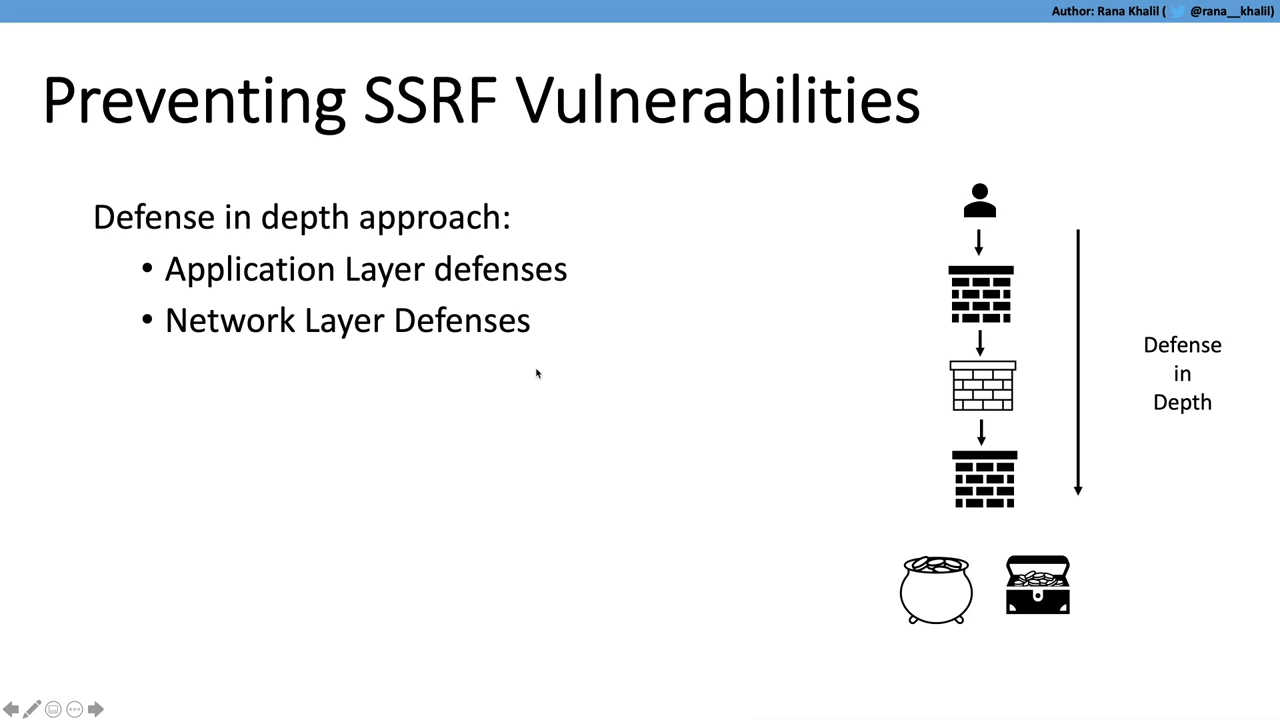 Author: Rana Khalil ( @rana__khalil)
Preventing SSRF Vulnerabilities
Defense in depth approach:
• Application Layer defenses
• Network Layer Defenses
Defense
in
Depth